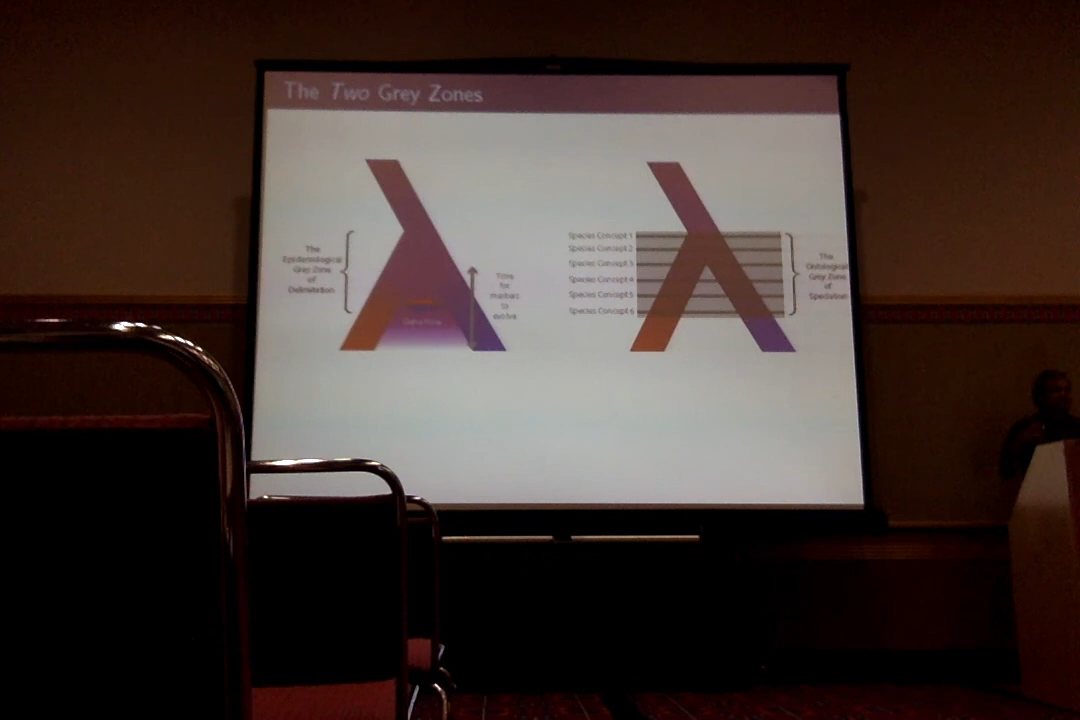 The Two Grey Zones
The
Epistemological
Grey Zone
of
Delimitation
Time
for
markers
to
evolve
Species Concept 1
Species Concept 2
Species Concept 3
Species Concept 4
Species Concept 5
Species Concept 6
The
Ontological
Grey Zone
of
Speciation